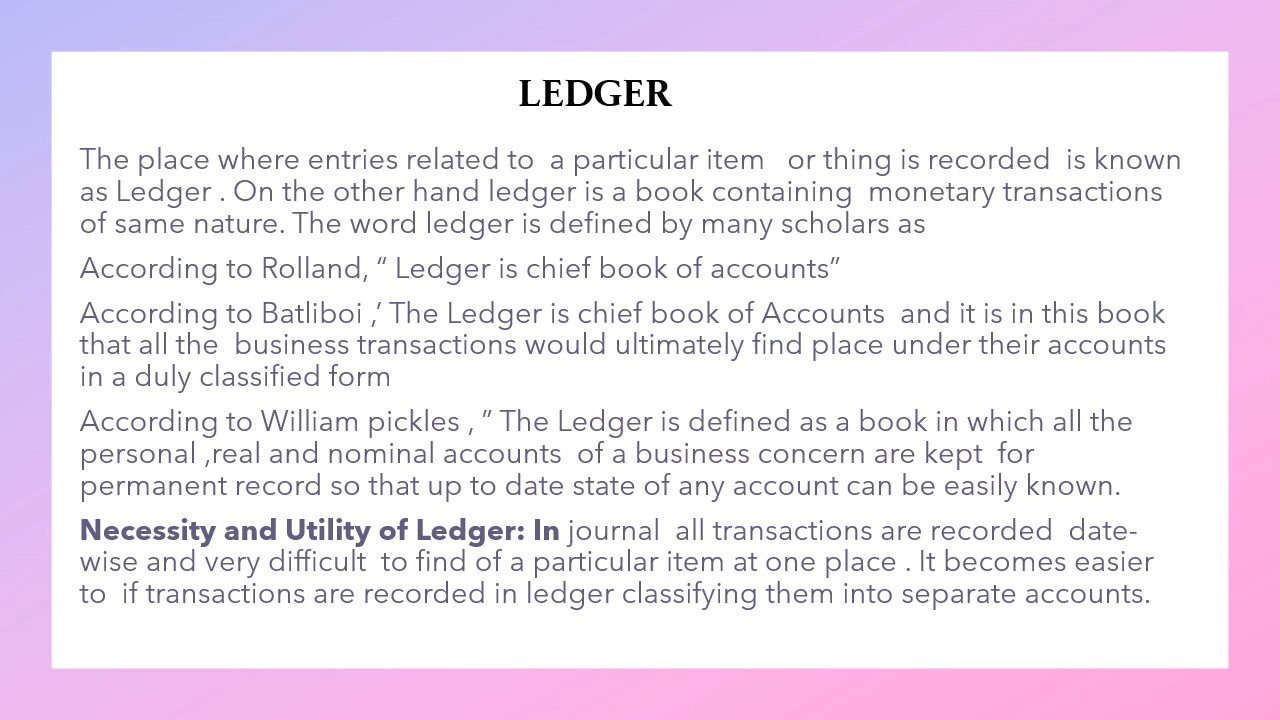 LEDGER
The place where entries related to  a particular item   or thing is recorded  is known
as Ledger . On the other hand ledger is a book containing  monetary transactions
of same nature. The word ledger is defined by many scholars as
According to Rolland, “ Ledger is chief book of accounts”
According to Batliboi ,’ The Ledger is chief book of Accounts  and it is in this book
that all the  business transactions would ultimately find place under their accounts
in a duly classified form
According to William pickles , ” The Ledger is defined as a book in which all the
personal ,real and nominal accounts  of a business concern are kept  for
permanent record so that up to date state of any account can be easily known.
Necessity and Utility of Ledger: In journal  all transactions are recorded  date-
wise and very difficult  to find of a particular item at one place . It becomes easier
to  if transactions are recorded in ledger classifying them into separate accounts.